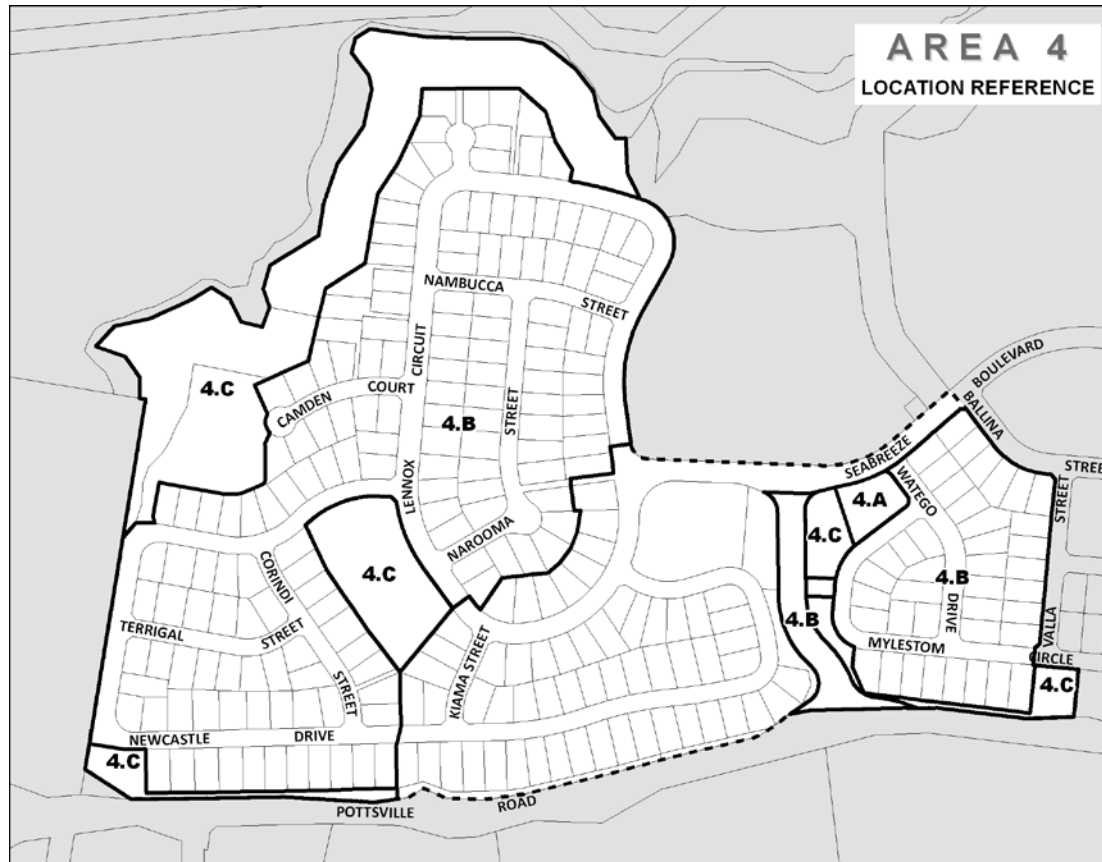 AREA 4
LOCATION REFERENCE
NAMBUCCA
STREET
CIRCUIT
BOULEVARD
4.C
COURT
CAMDEN
STREET
BALLINA
4.B
SEABREEZE
STREE
WATEGO
4.A
STREET
LENNOX
NAROOMA
4.C
4.C
CORINDI
4.B
DRIVE
4.B
TERRIGAL
STREET
VALLA
MYLESTOM
CIRCLE
KIAMA STREET
STREET
4.C
NEWCASTLE
DRIVE
4.C
ROAD
POTTSVILLE